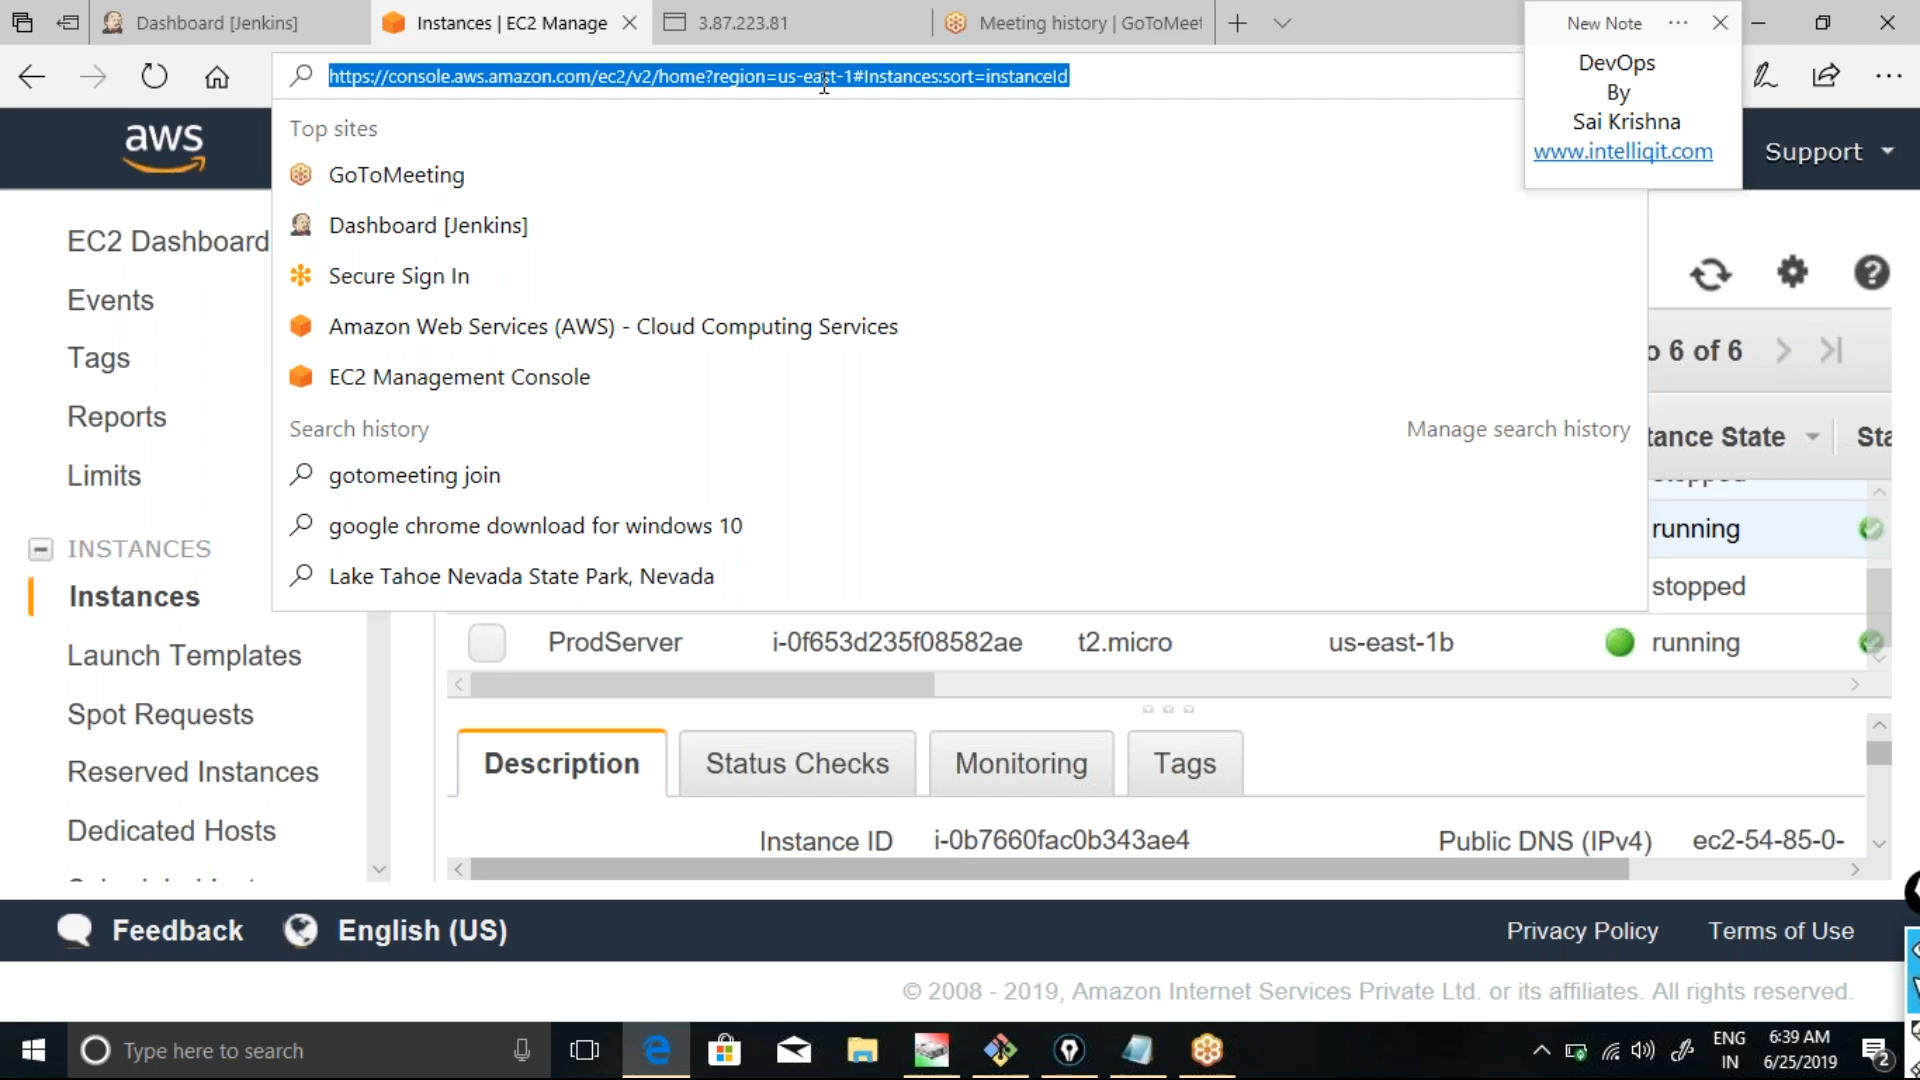 Dashboard [Jenkins]
Instances | EC2 Manage
3.87.223.81
Meeting history | GoToMeet
New Note
DevOps
By
Sai Krishna
www.intelliqit.com
https://console.aws.amazon.com/ec2/v2/home?region=us-east-1#Instances:sort=instanceId
aws
Support
Top sites
GoToMeeting
Dashboard [Jenkins]
Secure Sign In
Amazon Web Services (AWS) - Cloud Computing Services
EC2 Management Console
Search history
Manage search history
gotomeeting join
google chrome download for windows 10
Lake Tahoe Nevada State Park, Nevada
EC2 Dashboard
Events
Tags
Reports
Limits
INSTANCES
Instances
Launch Templates
Spot Requests
Reserved Instances
Dedicated Hosts
o 6 of 6
tance State
Sta
running
stopped
ProdServer i-0f653d235f08582ae t2.micro us-east-1b running
Description Status Checks Monitoring Tags
Instance ID i-0b7660fac0b343ae4 Public DNS (IPv4) ec2-54-85-0-
Feedback English (US) Privacy Policy Terms of Use
© 2008 - 2019, Amazon Internet Services Private Ltd. or its affiliates. All rights reserved.
Type here to search
ENG
IN
6:39 AM
6/25/2019
2